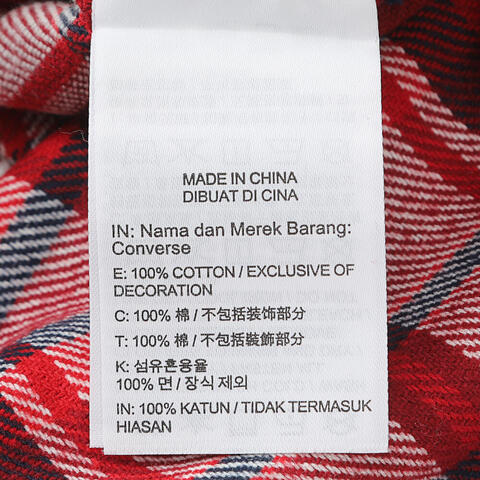 MADE IN CHINA
DIBUAT DI CINA
IN: Nama dan Merek Barang:
Converse
E: 100% COTTON / EXCLUSIVE OF
DECORATION
C: 100% 棉 / 不包括装饰部分
T: 100% 棉 / 不包括裝飾部分
K: 섬유혼용율
100% 면 / 장식 제외
IN: 100% KATUN / TIDAK TERMASUK
HIASAN